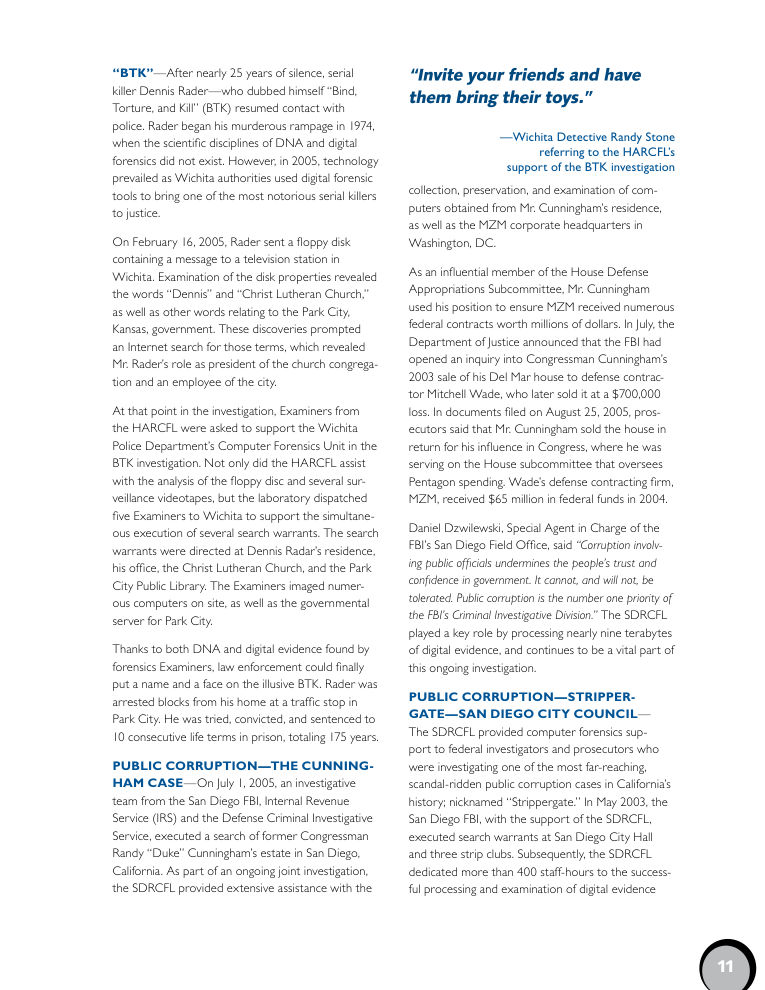 “BTK”—After nearly 25 years of silence, serial
killer Dennis Rader—who dubbed himself “Bind,
Torture, and Kill” (BTK) resumed contact with
police. Rader began his murderous rampage in 1974,
when the scientific disciplines of DNA and digital
forensics did not exist. However, in 2005, technology
prevailed as Wichita authorities used digital forensic
tools to bring one of the most notorious serial killers
to justice.
On February 16, 2005, Rader sent a floppy disk
containing a message to a television station in
Wichita. Examination of the disk properties revealed
the words “Dennis” and “Christ Lutheran Church,”
as well as other words relating to the Park City,
Kansas, government. These discoveries prompted
an Internet search for those terms, which revealed
Mr. Rader’s role as president of the church congrega-
tion and an employee of the city.
At that point in the investigation, Examiners from
the HARCFL were asked to support the Wichita
Police Department’s Computer Forensics Unit in the
BTK investigation. Not only did the HARCFL assist
with the analysis of the floppy disc and several sur-
veillance videotapes, but the laboratory dispatched
five Examiners to Wichita to support the simultane-
ous execution of several search warrants. The search
warrants were directed at Dennis Radar’s residence,
his office, the Christ Lutheran Church, and the Park
City Public Library. The Examiners imaged numer-
ous computers on site, as well as the governmental
server for Park City.
Thanks to both DNA and digital evidence found by
forensics Examiners, law enforcement could finally
put a name and a face on the illusive BTK. Rader was
arrested blocks from his home at a traffic stop in
Park City. He was tried, convicted, and sentenced to
10 consecutive life terms in prison, totaling 175 years.
PUBLIC CORRUPTION—THE CUNNING-
HAM CASE—On July 1, 2005, an investigative
team from the San Diego FBI, Internal Revenue
Service (IRS) and the Defense Criminal Investigative
Service, executed a search of former Congressman
Randy “Duke” Cunningham’s estate in San Diego,
California. As part of an ongoing joint investigation,
the SDRCFL provided extensive assistance with the
“Invite your friends and have
them bring their toys.”
—Wichita Detective Randy Stone
referring to the HARCFL’s
support of the BTK investigation
collection, preservation, and examination of com-
puters obtained from Mr. Cunningham’s residence,
as well as the MZM corporate headquarters in
Washington, DC.
As an influential member of the House Defense
Appropriations Subcommittee, Mr. Cunningham
used his position to ensure MZM received numerous
federal contracts worth millions of dollars. In July, the
Department of Justice announced that the FBI had
opened an inquiry into Congressman Cunningham’s
2003 sale of his Del Mar house to defense contrac-
tor Mitchell Wade, who later sold it at a $700,000
loss. In documents filed on August 25, 2005, pros-
ecutors said that Mr. Cunningham sold the house in
return for his influence in Congress, where he was
serving on the House subcommittee that oversees
Pentagon spending. Wade’s defense contracting firm,
MZM, received $65 million in federal funds in 2004.
Daniel Dzwilewski, Special Agent in Charge of the
FBI’s San Diego Field Office, said “Corruption involv-
ing public officials undermines the people’s trust and
confidence in government. It cannot, and will not, be
tolerated. Public corruption is the number one priority of
the FBI’s Criminal Investigative Division.” The SDRCFL
played a key role by processing nearly nine terabytes
of digital evidence, and continues to be a vital part of
this ongoing investigation.
PUBLIC CORRUPTION—STRIPPER-
GATE—SAN DIEGO CITY COUNCIL—
The SDRCFL provided computer forensics sup-
port to federal investigators and prosecutors who
were investigating one of the most far-reaching,
scandal-ridden public corruption cases in California’s
history; nicknamed “Strippergate.” In May 2003, the
San Diego FBI, with the support of the SDRCFL,
executed search warrants at San Diego City Hall
and three strip clubs. Subsequently, the SDRCFL
dedicated more than 400 staff-hours to the success-
ful processing and examination of digital evidence
11